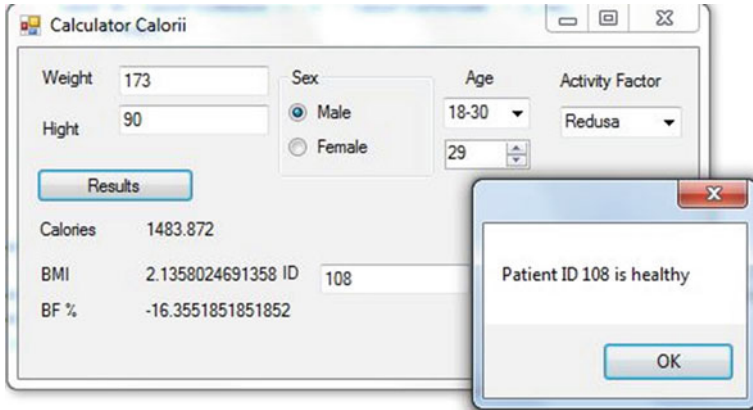 Calculator Calorii
Weight 173
Hight 90
Sex
Male
Female
Age
18-30
29
Activity Factor
Redusa
Results
Calories 1483.872
BMI 2.1358024691358 ID 108
BF % -16.3551851851852
Patient ID 108 is healthy
OK